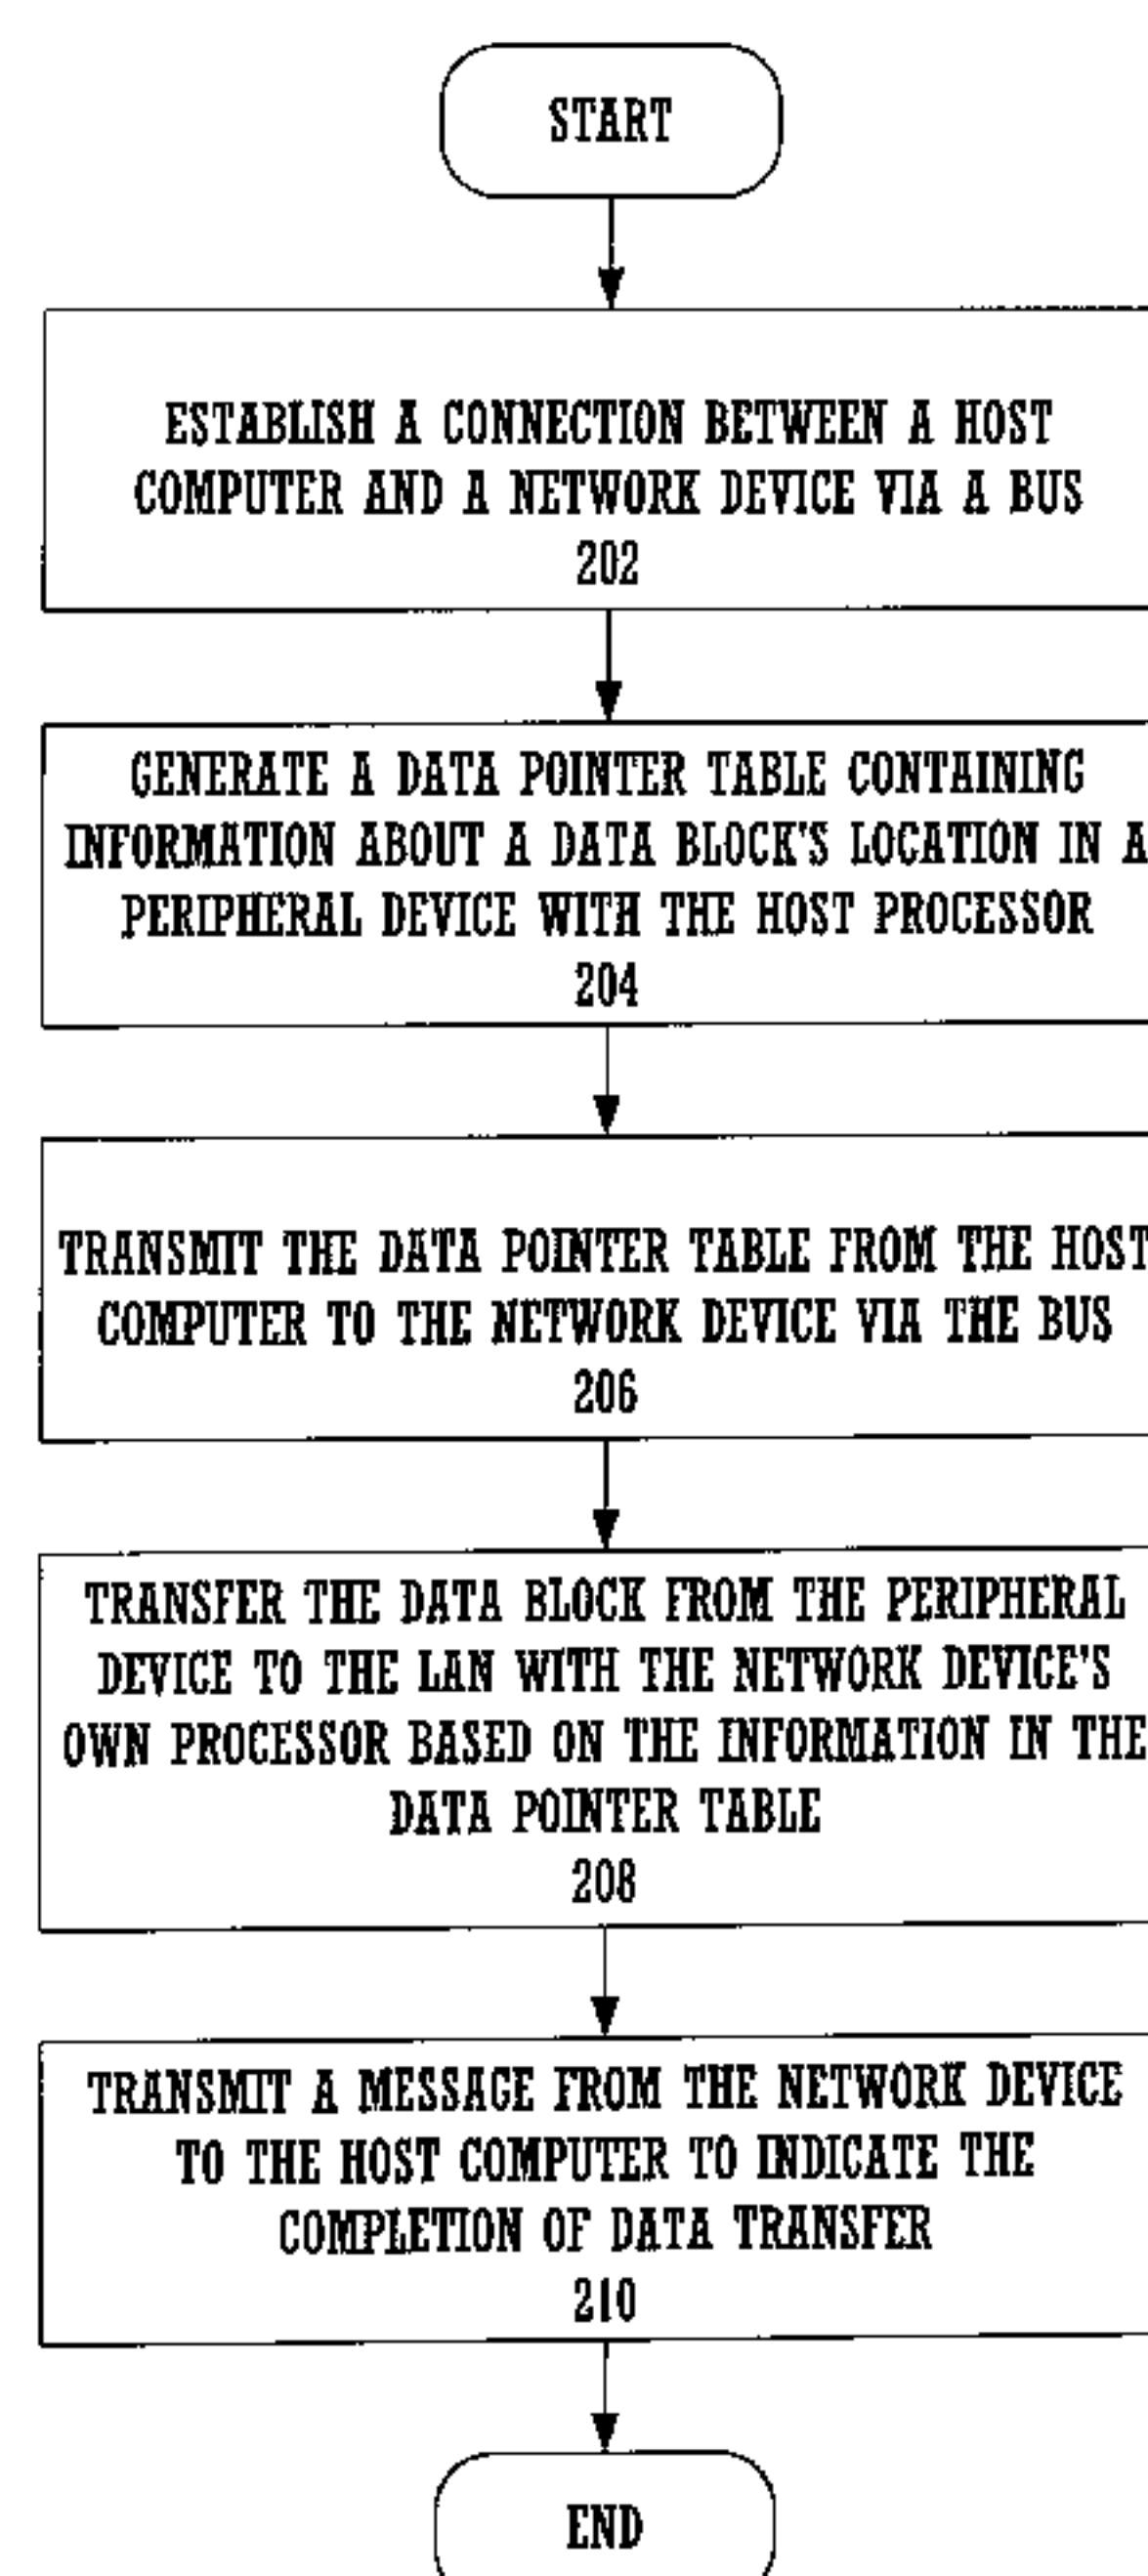 START
ESTABLISH A CONNECTION BETWEEN A HOST
COMPUTER AND A NETWORK DEVICE VIA A BUS
202
GENERATE A DATA POINTER TABLE CONTAINING
INFORMATION ABOUT A DATA BLOCK'S LOCATION IN A
PERIPHERAL DEVICE WITH THE HOST PROCESSOR
204
TRANSMIT THE DATA POINTER TABLE FROM THE HOST
COMPUTER TO THE NETWORK DEVICE VIA THE BUS
206
TRANSFER THE DATA BLOCK FROM THE PERIPHERAL
DEVICE TO THE LAN WITH THE NETWORK DEVICE'S
OWN PROCESSOR BASED ON THE INFORMATION IN THE
DATA POINTER TABLE
208
TRANSMIT A MESSAGE FROM THE NETWORK DEVICE
TO THE HOST COMPUTER TO INDICATE THE
COMPLETION OF DATA TRANSFER
210
END